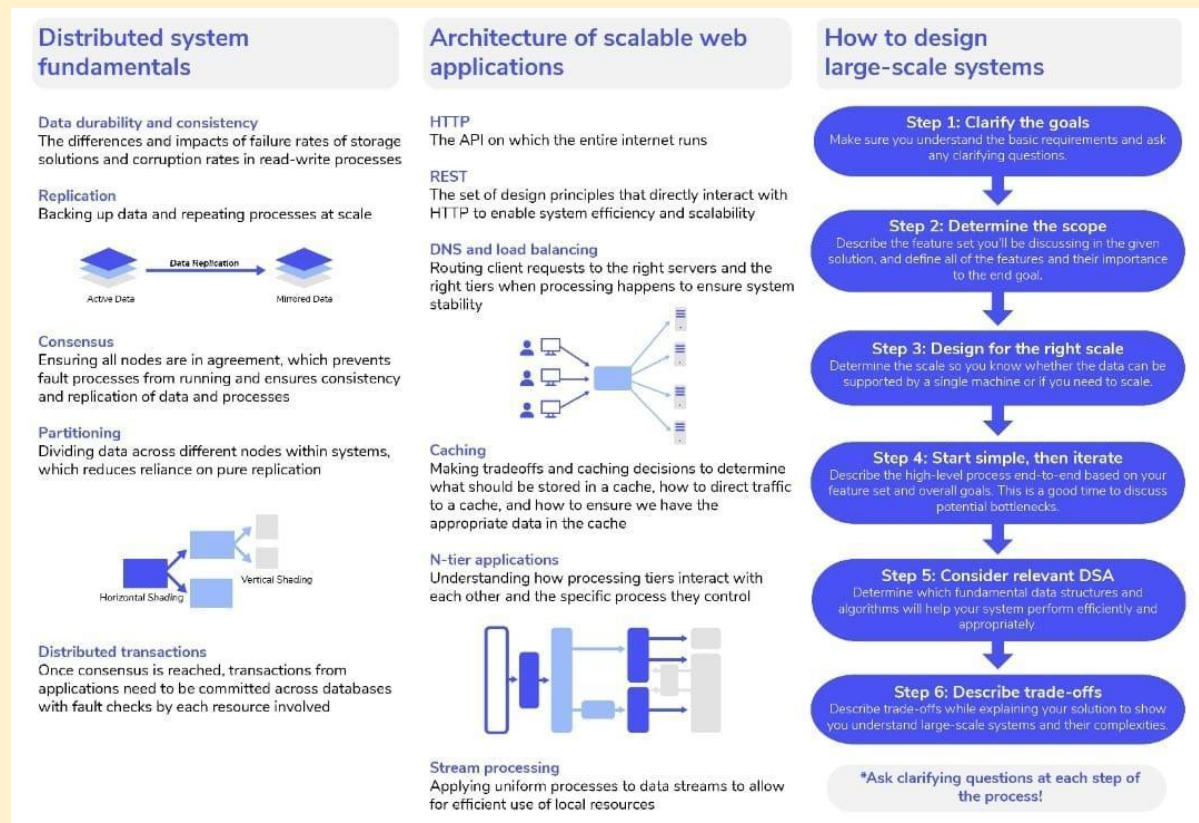 Distributed system
fundamentals
Data durability and consistency
The differences and impacts of failure rates of storage
solutions and corruption rates in read-write processes
Replication
Backing up data and repeating processes at scale
Data Replication
Active Data
Mirrored Data
Consensus
Ensuring all nodes are in agreement, which prevents
fault processes from running and ensures consistency
and replication of data and processes
Partitioning
Dividing data across different nodes within systems,
which reduces reliance on pure replication
Vertical Shading
Horizontal Shading
Distributed transactions
Once consensus is reached, transactions from
applications need to be committed across databases
with fault checks by each resource involved
Architecture of scalable web
applications
HTTP
The API on which the entire internet runs
REST
The set of design principles that directly interact with
HTTP to enable system efficiency and scalability
DNS and load balancing
Routing client requests to the right servers and the
right tiers when processing happens to ensure system
stability
Caching
Making tradeoffs and caching decisions to determine
what should be stored in a cache, how to direct traffic
to a cache, and how to ensure we have the
appropriate data in the cache
N-tier applications
Understanding how processing tiers interact with
each other and the specific process they control
Stream processing
Applying uniform processes to data streams to allow
for efficient use of local resources
How to design
large-scale systems
Step 1: Clarify the goals
Make sure you understand the basic requirements and ask
any clarifying questions.
Step 2: Determine the scope
Describe the feature set you'll be discussing in the given
solution, and define all of the features and their importance
to the end goal.
Step 3: Design for the right scale
Determine the scale so you know whether the data can be
supported by a single machine or if you need to scale.
Step 4: Start simple, then iterate
Describe the high-level process end-to-end based on your
feature set and overall goals. This is a good time to discuss
potential bottlenecks.
Step 5: Consider relevant DSA
Determine which fundamental data structures and
algorithms will help your system perform efficiently and
appropriately.
Step 6: Describe trade-offs
Describe trade-offs while explaining your solution to show
you understand large-scale systems and their complexities.
*Ask clarifying questions at each step of
the process!